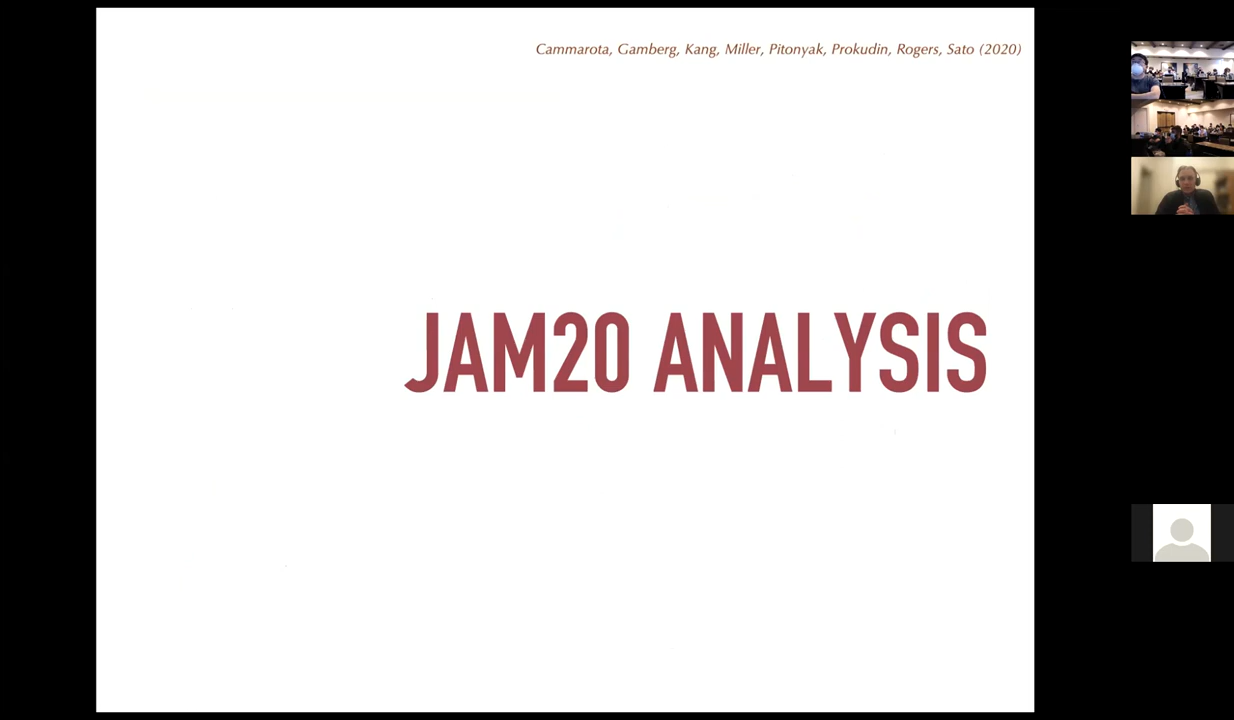 Cammarota, Gamberg, Kang, Miller, Pitonyak, Prokudin, Rogers, Sato (2020)
JAM20 ANALYSIS